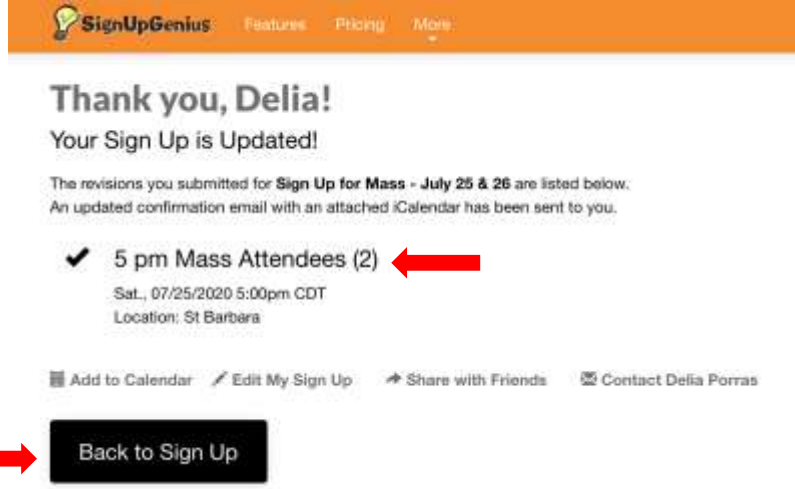 SignUpGenius Features Pricing More
Thank you, Delia!
Your Sign Up is Updated!
The revisions you submitted for Sign Up for Mass - July 25 & 26 are listed below.
An updated confirmation email with an attached iCalendar has been sent to you.
5 pm Mass Attendees (2)
Sat., 07/25/2020 5:00pm CDT
Location: St Barbara
Add to Calendar Edit My Sign Up Share with Friends Contact Delia Porras
Back to Sign Up